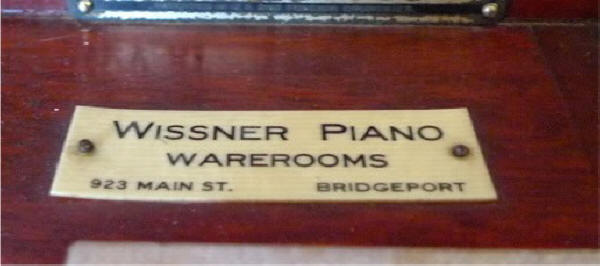 WISSNER PIANO
WAREROOMS
923 MAIN ST. BRIDGEPORT